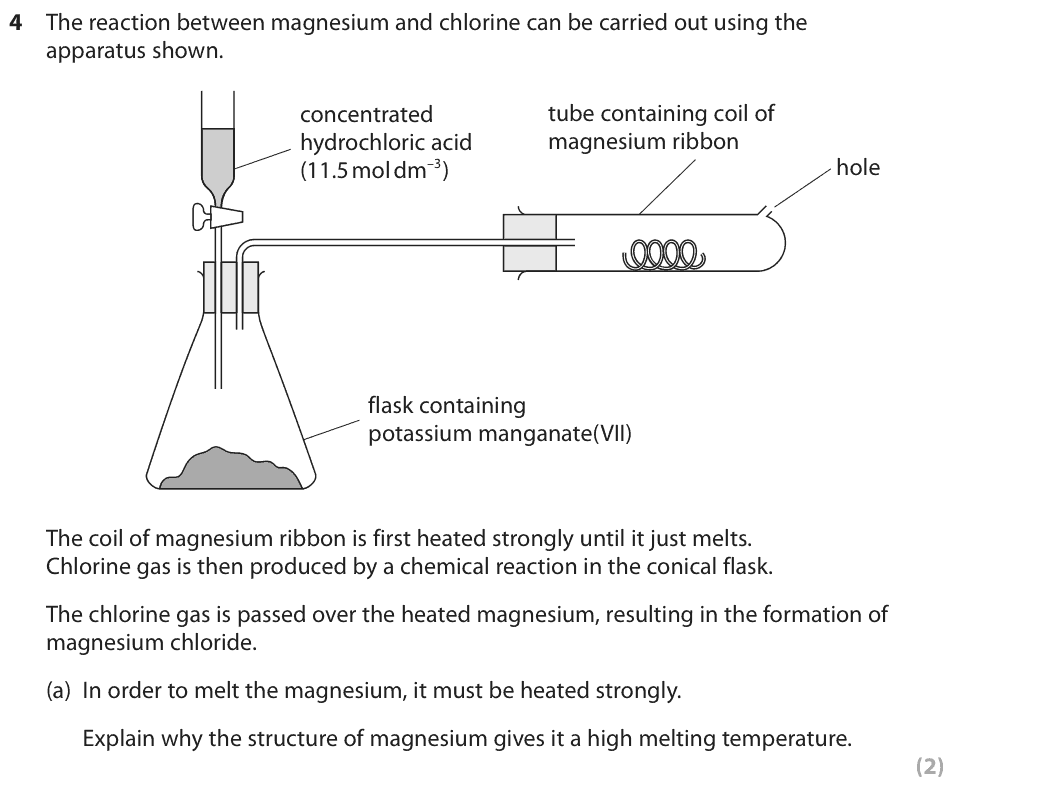 4 The reaction between magnesium and chlorine can be carried out using the
apparatus shown.
concentrated
hydrochloric acid
(11.5 mol dm⁻³)
tube containing coil of
magnesium ribbon
hole
flask containing
potassium manganate(VII)
The coil of magnesium ribbon is first heated strongly until it just melts.
Chlorine gas is then produced by a chemical reaction in the conical flask.
The chlorine gas is passed over the heated magnesium, resulting in the formation of
magnesium chloride.
(a) In order to melt the magnesium, it must be heated strongly.
Explain why the structure of magnesium gives it a high melting temperature.
(2)